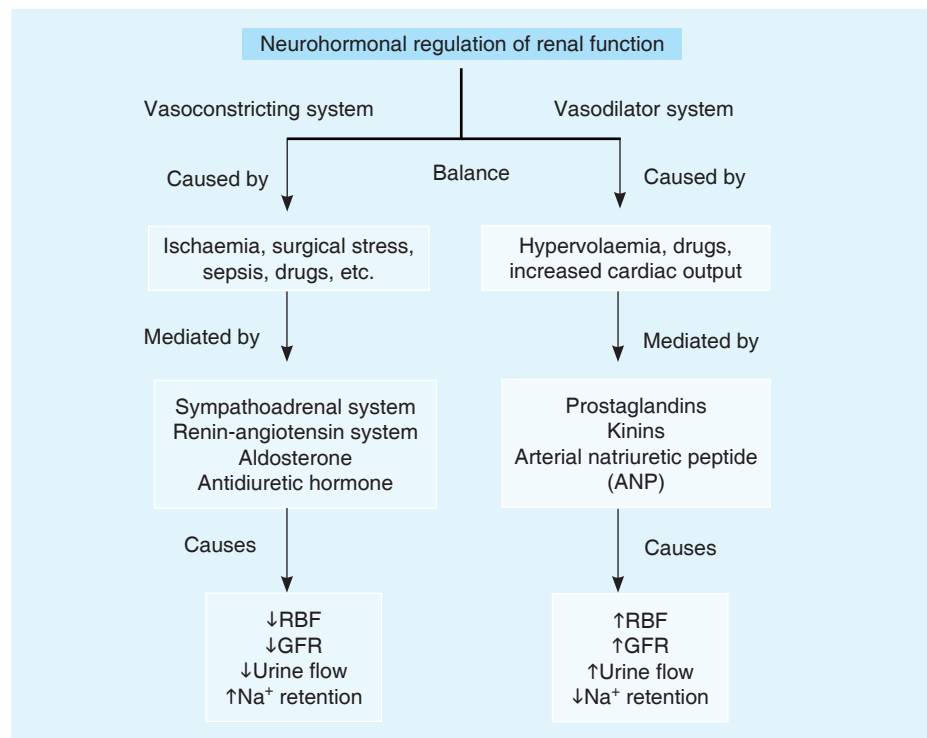 Neurohormonal regulation of renal function
Vasoconstricting system
Vasodilator system
Balance
Caused by
Caused by
Ischaemia, surgical stress,
sepsis, drugs, etc.
Hypervolaemia, drugs,
increased cardiac output
Mediated by
Mediated by
Sympathoadrenal system
Renin-angiotensin system
Aldosterone
Antidiuretic hormone
Prostaglandins
Kinins
Arterial natriuretic peptide
(ANP)
Causes
Causes
↓RBF
↓GFR
↓Urine flow
↑Na⁺ retention
↑RBF
↑GFR
↑Urine flow
↓Na⁺ retention